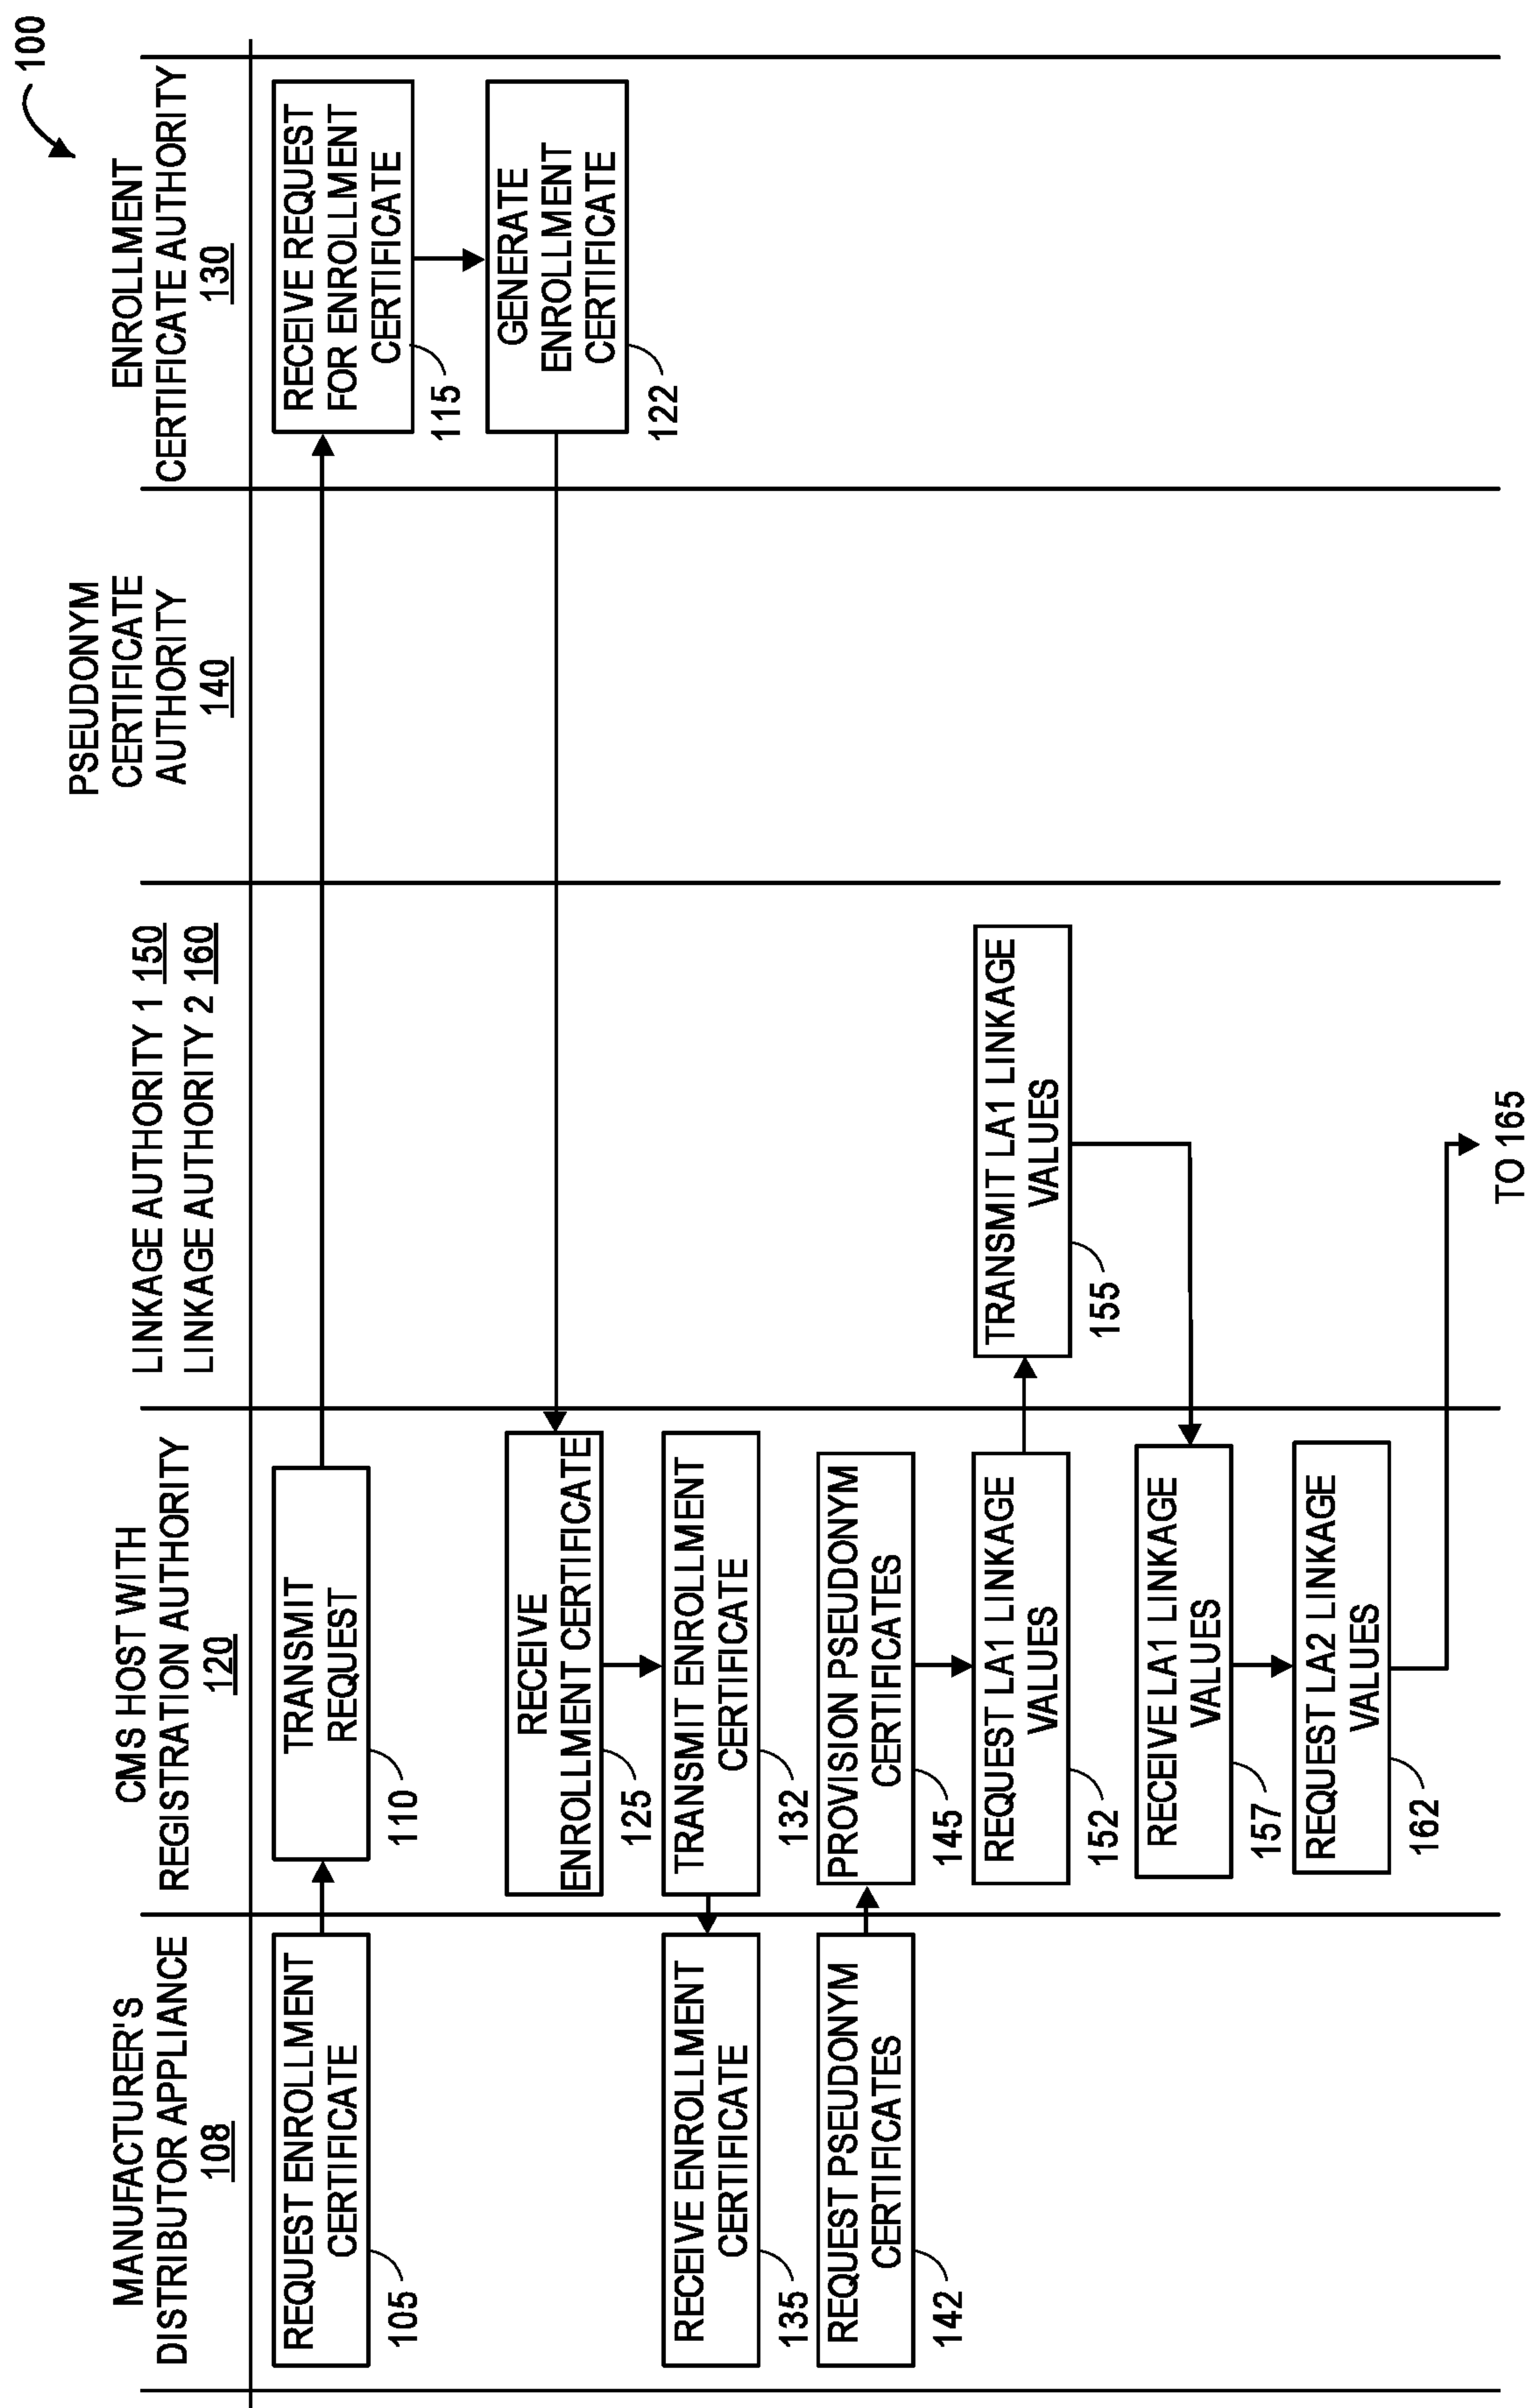 100
MANUFACTURER'S
DISTRIBUTOR APPLIANCE
108
CMS HOST WITH
REGISTRATION AUTHORITY
120
LINKAGE AUTHORITY 1 150
LINKAGE AUTHORITY 2 160
PSEUDONYM
CERTIFICATE
AUTHORITY
140
ENROLLMENT
CERTIFICATE AUTHORITY
130
REQUEST ENROLLMENT
CERTIFICATE
105
TRANSMIT
REQUEST
110
RECEIVE REQUEST
FOR ENROLLMENT
CERTIFICATE
115
GENERATE
ENROLLMENT
CERTIFICATE
122
RECEIVE
ENROLLMENT CERTIFICATE
125
TRANSMIT ENROLLMENT
CERTIFICATE
132
RECEIVE ENROLLMENT
CERTIFICATE
135
REQUEST PSEUDONYM
CERTIFICATES
142
PROVISION PSEUDONYM
CERTIFICATES
145
REQUEST LA1 LINKAGE
VALUES
152
TRANSMIT LA1 LINKAGE
VALUES
155
RECEIVE LA1 LINKAGE
VALUES
157
REQUEST LA2 LINKAGE
VALUES
162
TO 165